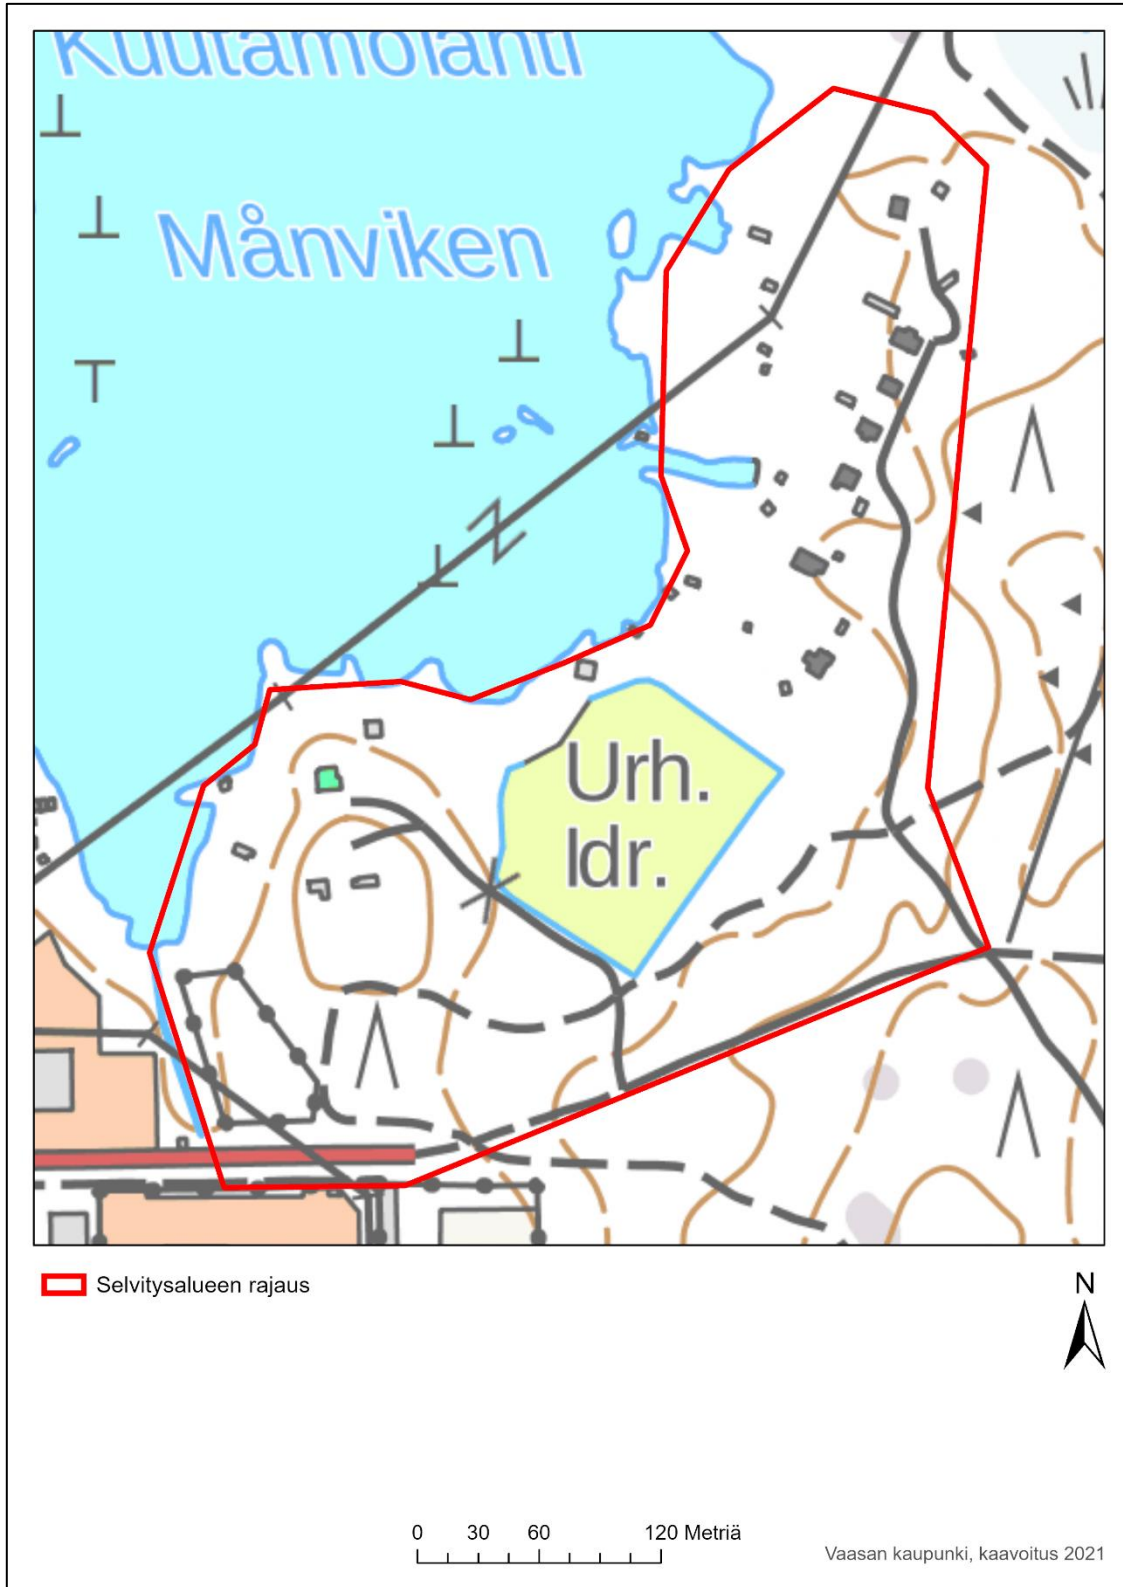 Kuutamolahti
Månviken
Urh.
Idr.
Selvitysalueen rajaus
N
0 30 60 120 Metriä
Vaasan kaupunki, kaavoitus 2021